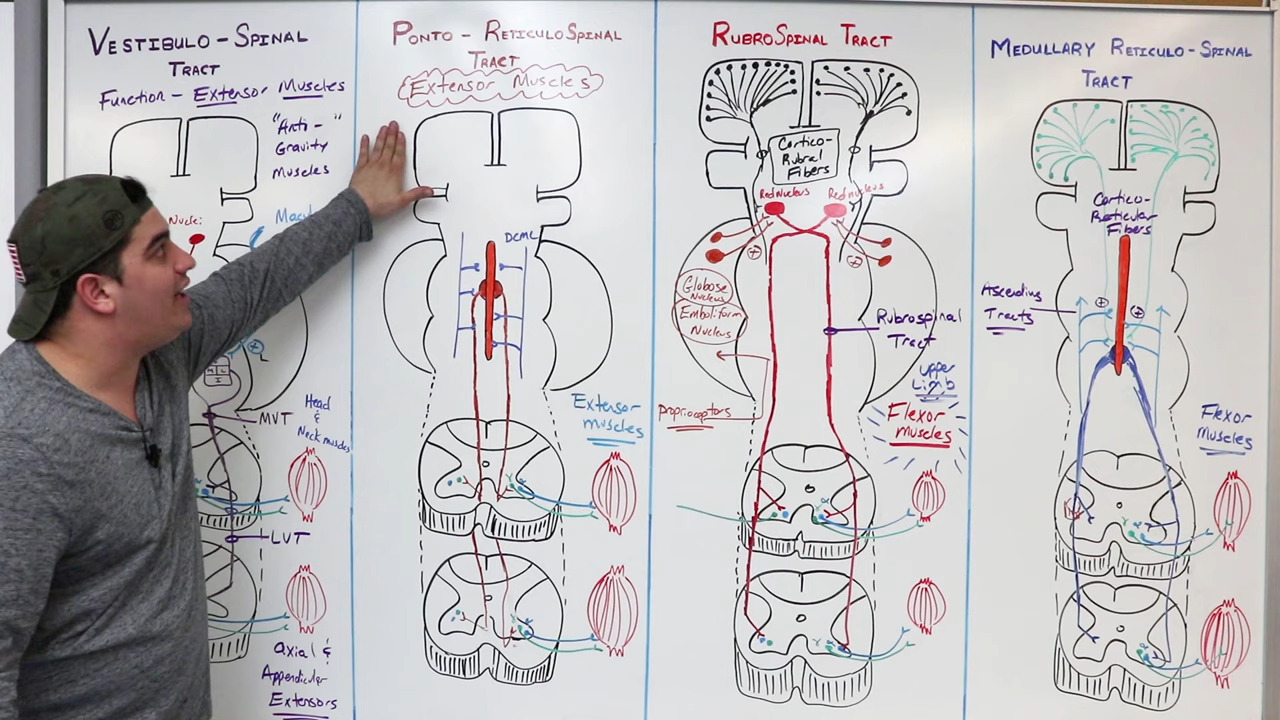 VESTIBULO-SPINAL
TRACT
Function - Extensor Muscles
"Anti-"
Gravity
Muscles
Nuclei
MVT
Head
&
Neck muscles
LVT
axial &
Appendicular
Extensors
PONTO - RETICULOSPINAL
TRACT
Extensor Muscles
DCML
Extensor
muscles
RUBROSPINAL TRACT
Cortico-
Rubral
Fibers
Red Nucleus
Red nucleus
+
+
Globose
Nucleus
Emboliform
Nucleus
Proprioceptors
Rubrospinal
Tract
upper
Limb
Flexor
muscles
α
MEDULLARY RETICULO-SPINAL
TRACT
Cortico-
Reticular
Fibers
Ascending
Tracts
+
+
Flexor
Muscles